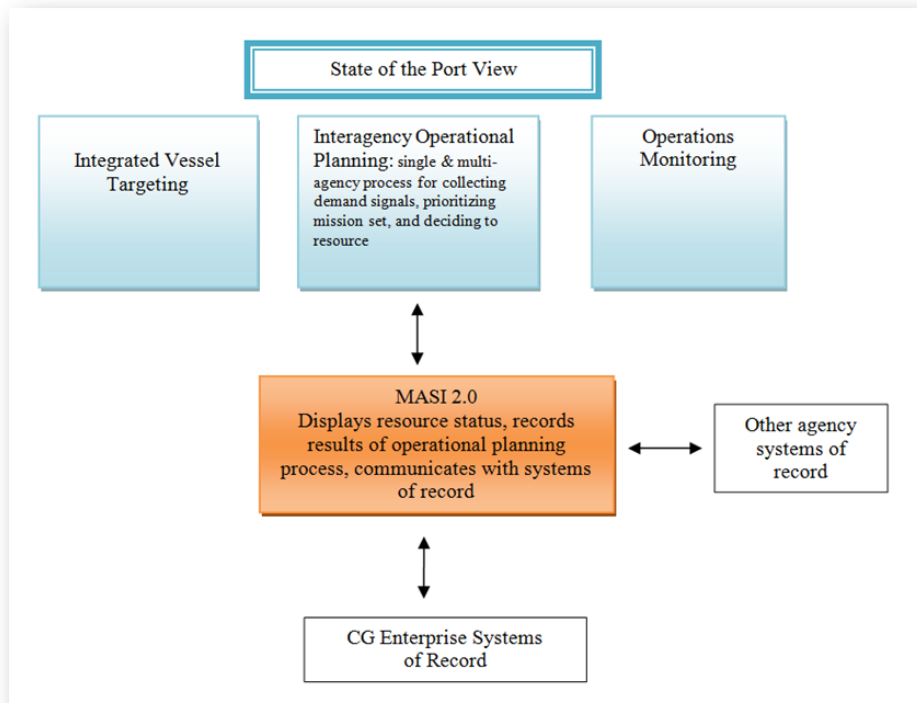 State of the Port View
Integrated Vessel
Targeting
Interagency Operational
Planning: single & multi-
agency process for collecting
demand signals, prioritizing
mission set, and deciding to
resource
Operations
Monitoring
MASI 2.0
Displays resource status, records
results of operational planning
process, communicates with systems
of record
Other agency
systems of
record
CG Enterprise Systems
of Record